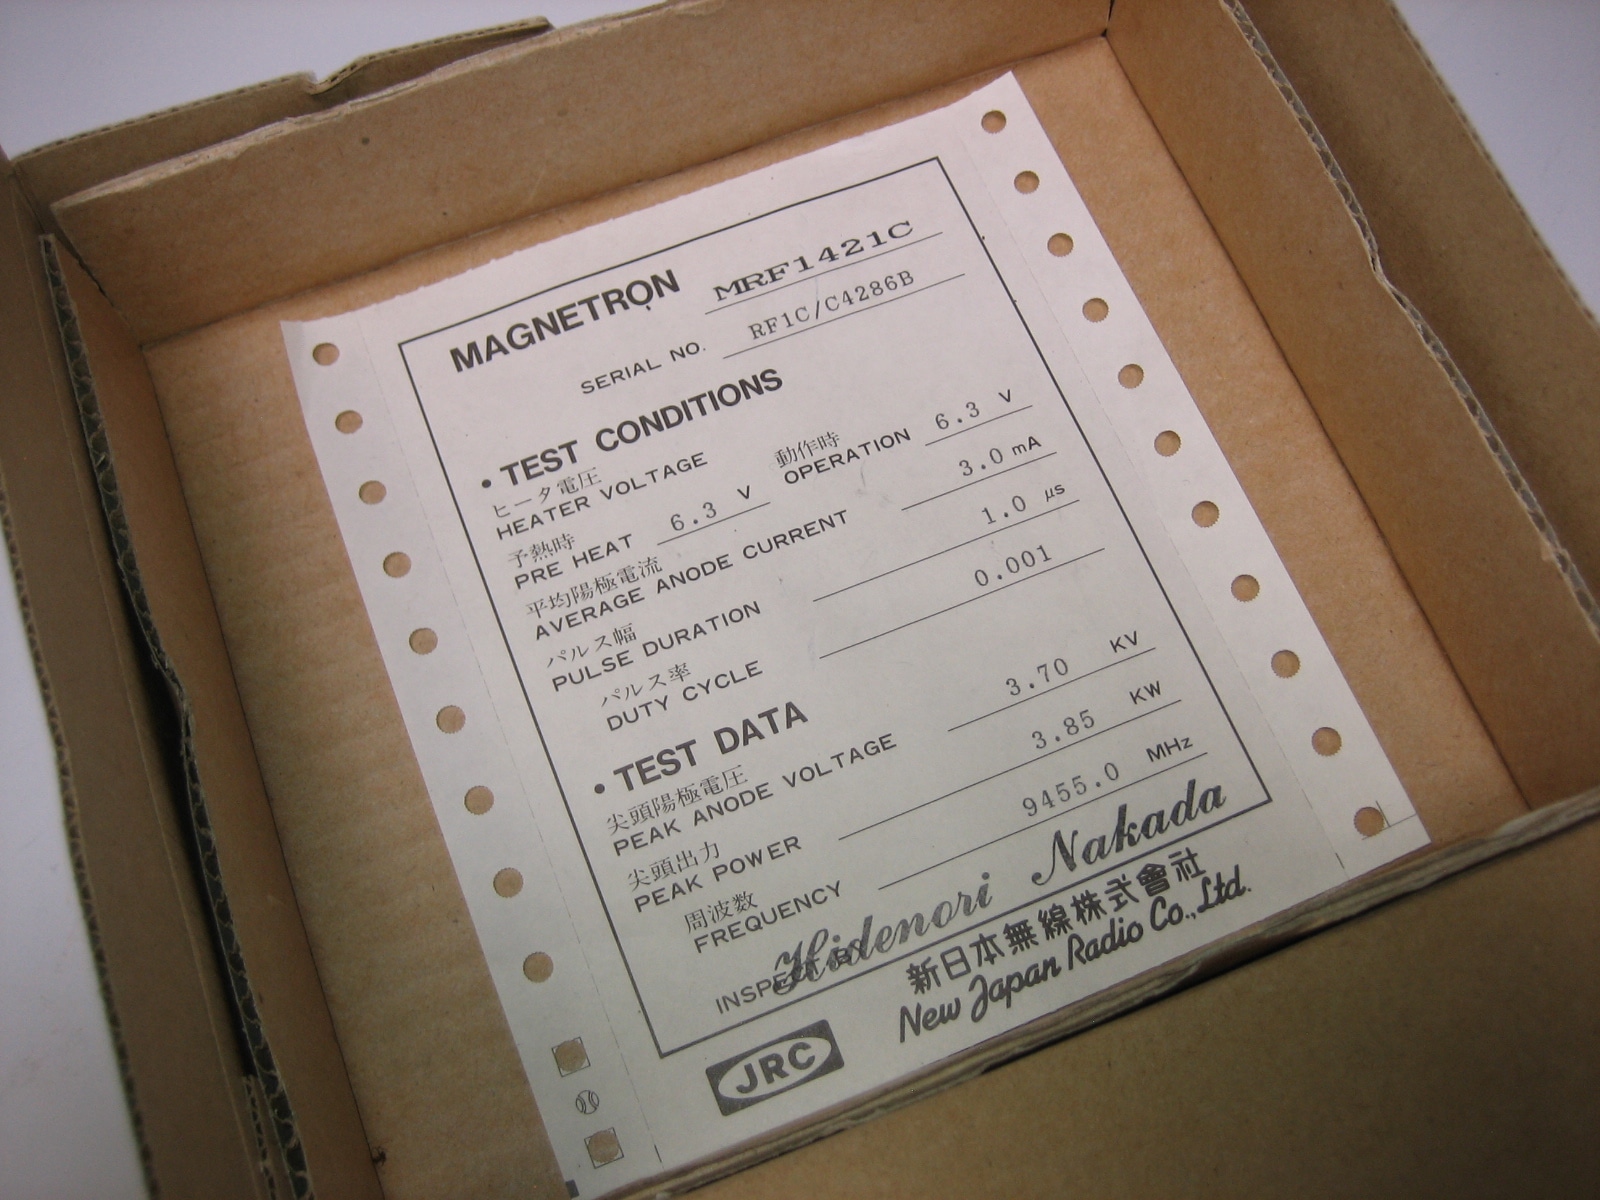 MAGNETRON MRF1421C
SERIAL NO. RF1C/C4286B
・TEST CONDITIONS
ヒータ電圧
HEATER VOLTAGE
予熱時 動作時
PRE HEAT 6.3 V OPERATION 6.3 V
平均陽極電流
AVERAGE ANODE CURRENT 3.0 mA
パルス幅
PULSE DURATION 1.0 μs
パルス率
DUTY CYCLE 0.001
・TEST DATA
尖頭陽極電圧
PEAK ANODE VOLTAGE 3.70 KV
尖頭出力
PEAK POWER 3.85 KW
周波数
FREQUENCY 9455.0 MHz
Hidenori Nakada
JRC
新日本無線株式會社
New Japan Radio Co., Ltd.